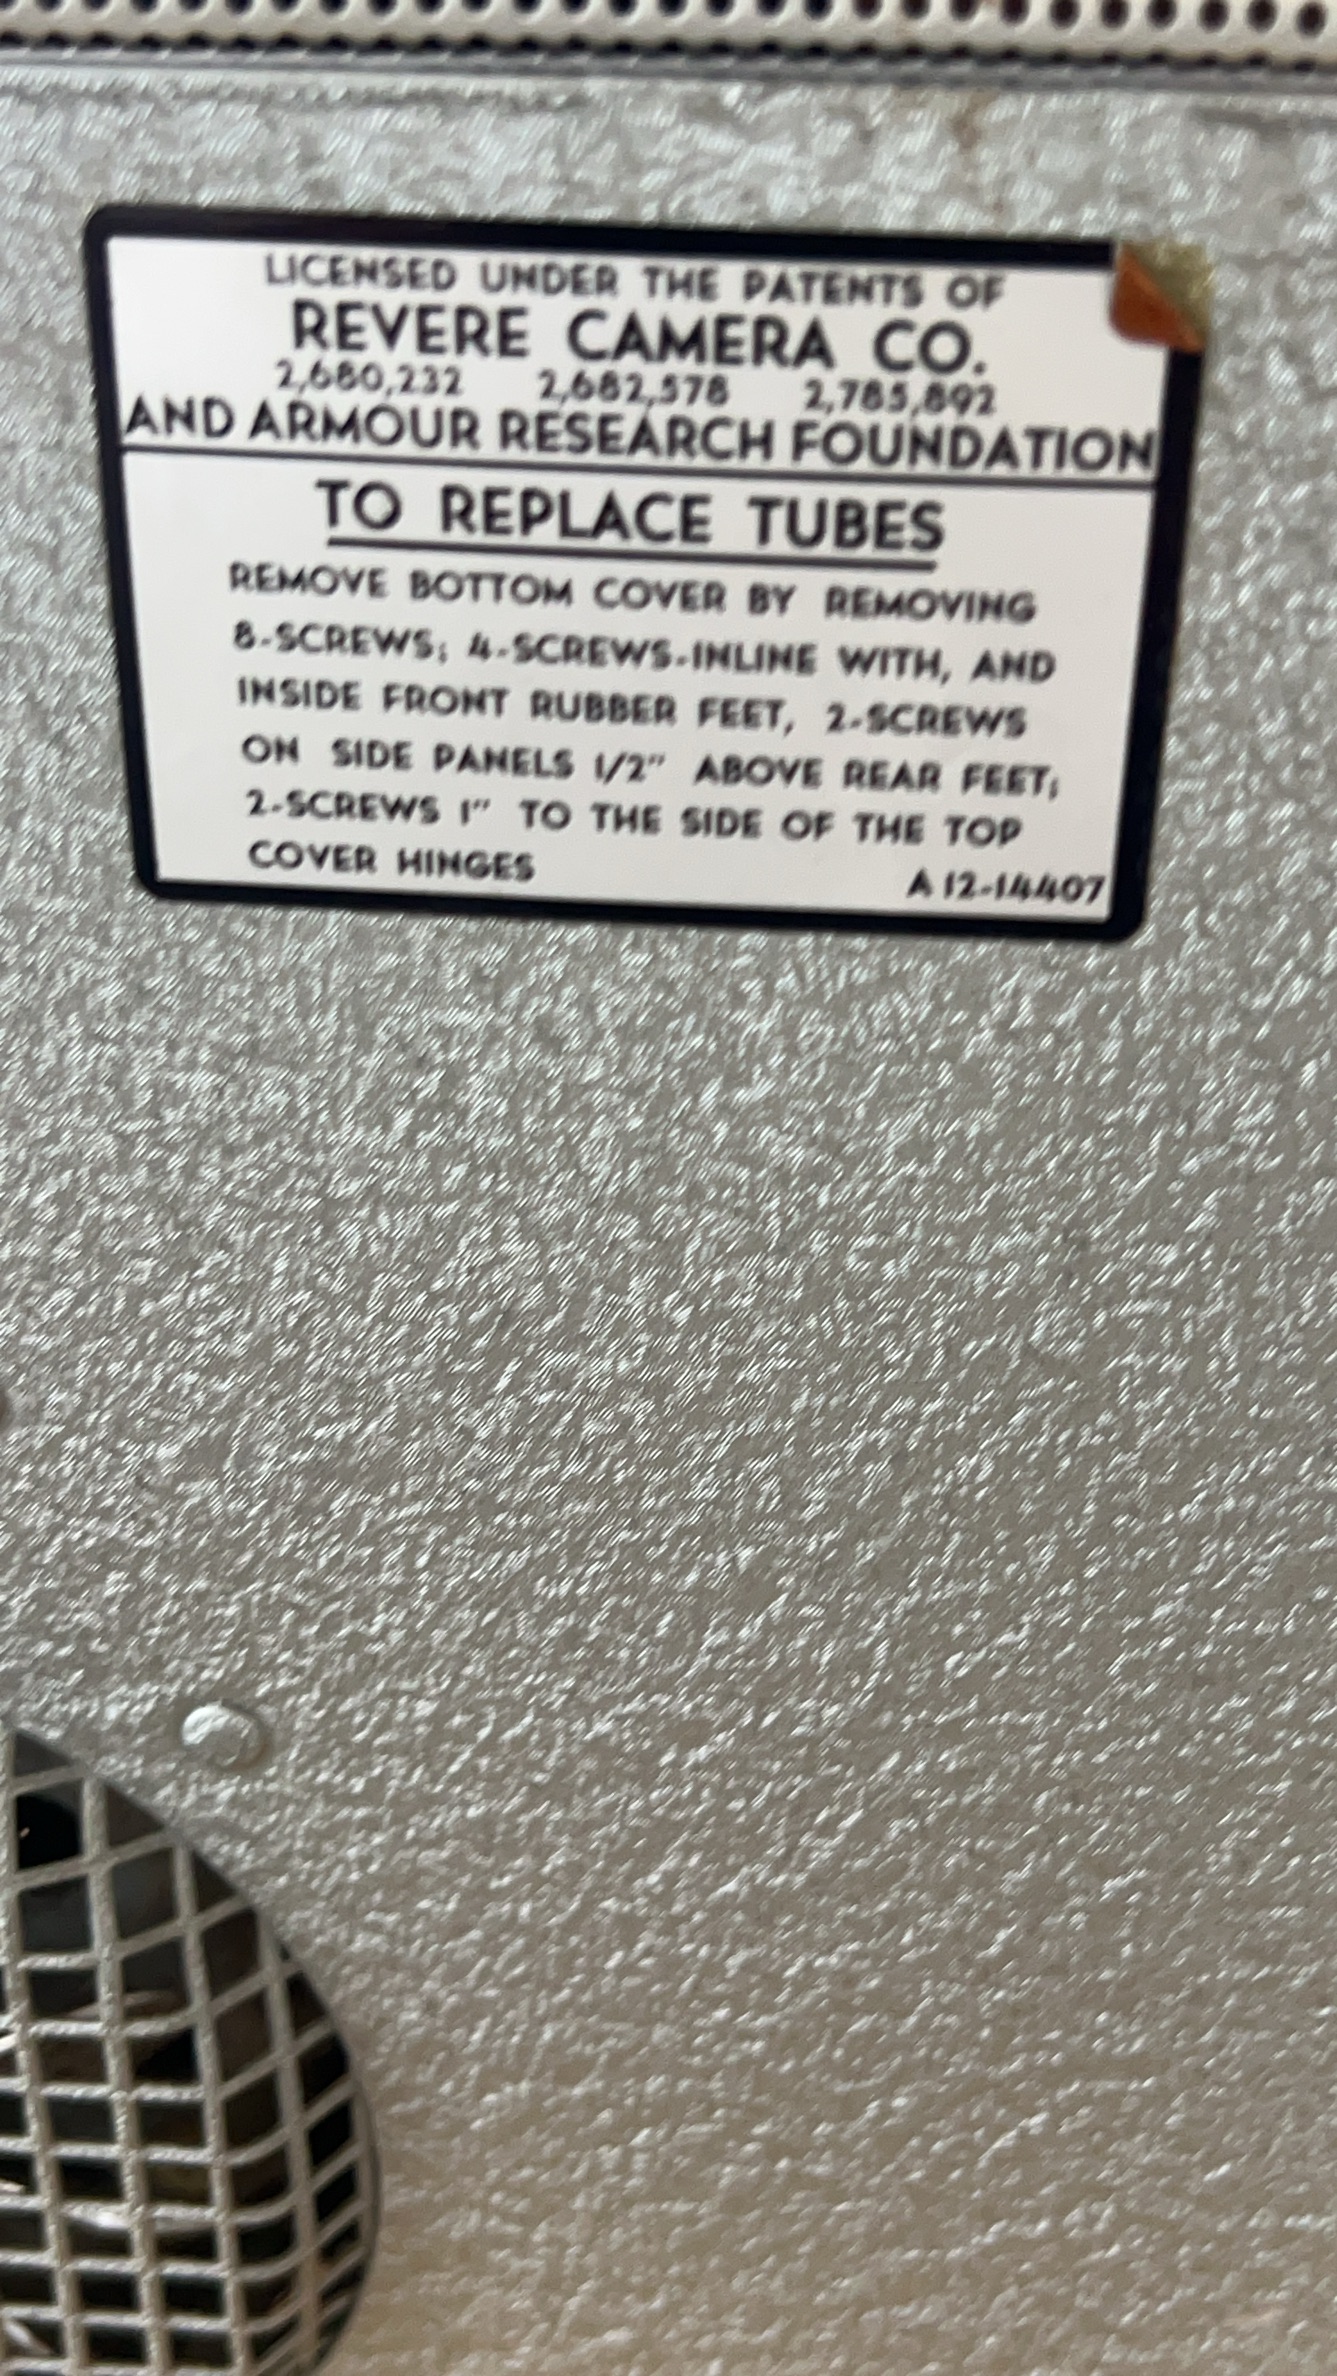 LICENSED UNDER THE PATENTS OF
REVERE CAMERA CO.
2,680,232 2,682,578 2,785,892
AND ARMOUR RESEARCH FOUNDATION
TO REPLACE TUBES
REMOVE BOTTOM COVER BY REMOVING
8-SCREWS; 4-SCREWS-INLINE WITH, AND
INSIDE FRONT RUBBER FEET, 2-SCREWS
ON SIDE PANELS 1/2" ABOVE REAR FEET;
2-SCREWS 1" TO THE SIDE OF THE TOP
COVER HINGES
A 12-14407